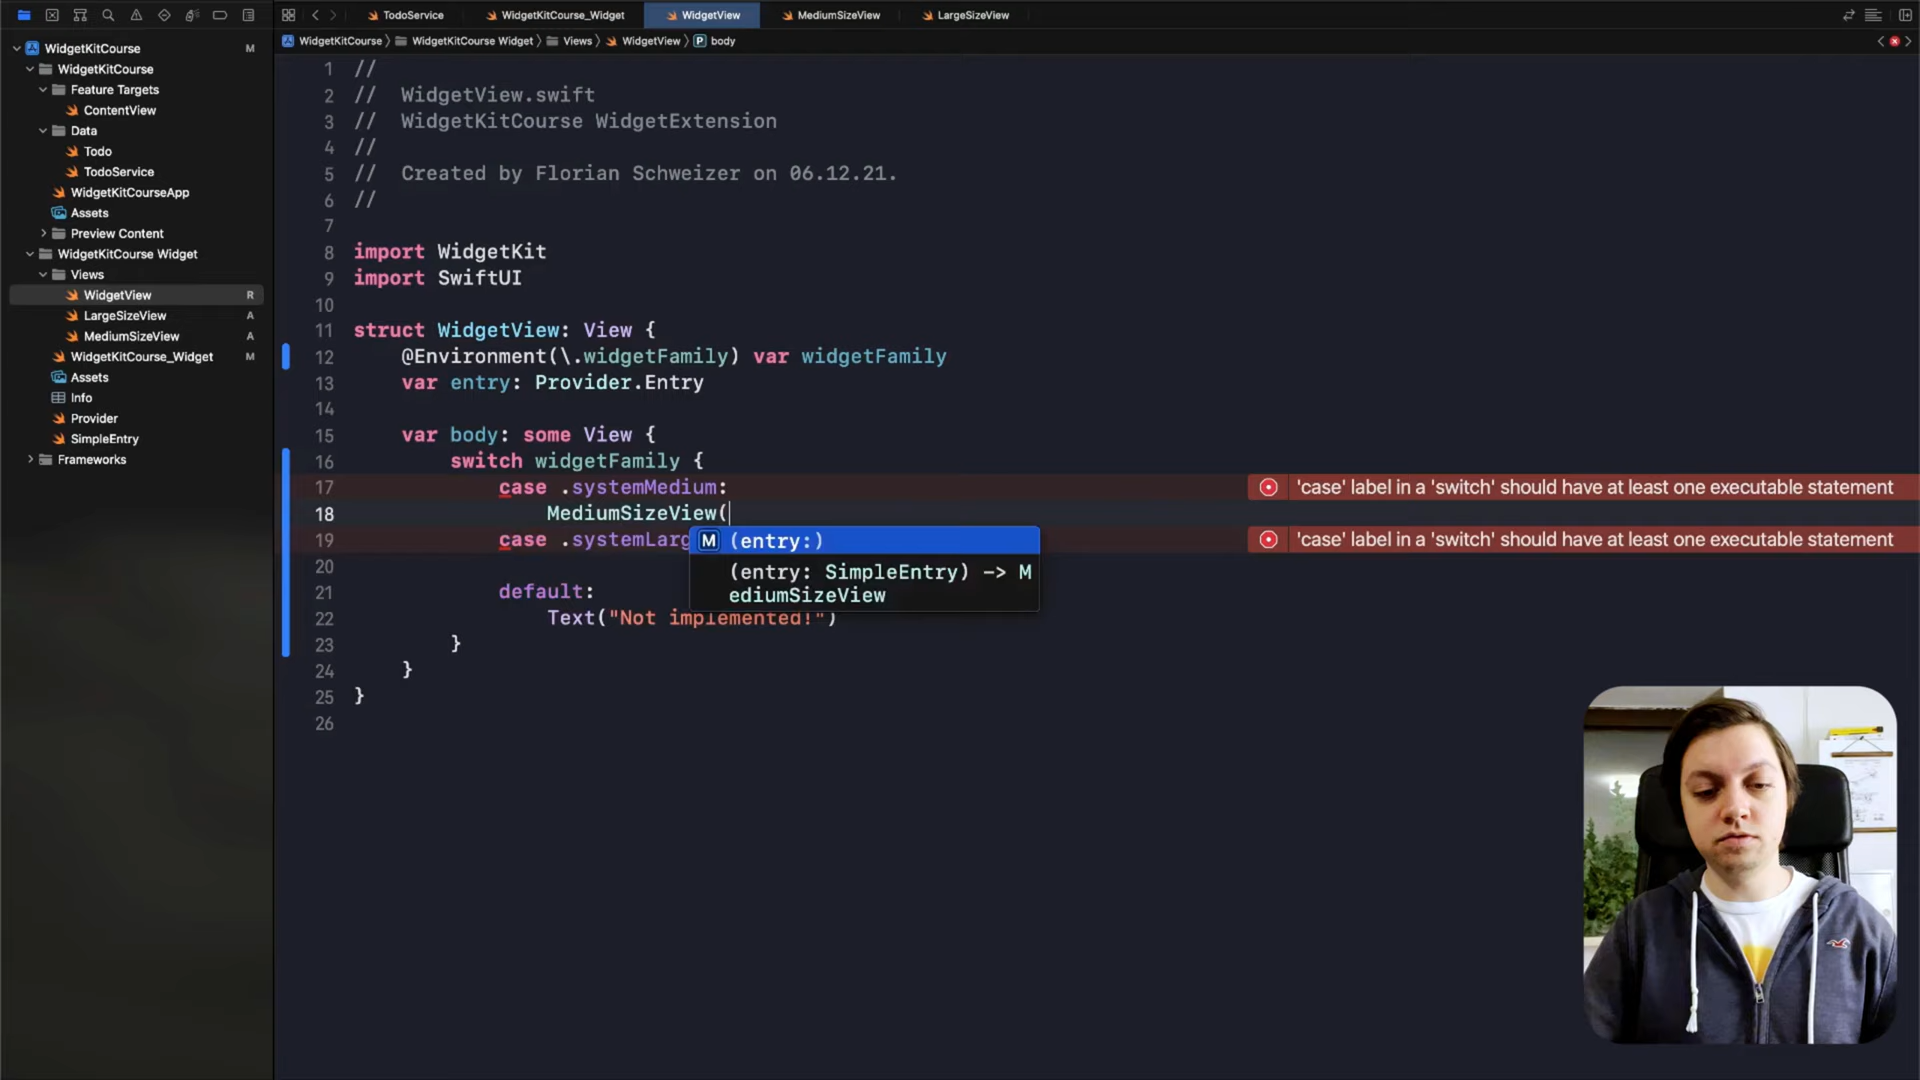 TodoService
WidgetKitCourse_Widget
WidgetView
MediumSizeView
LargeSizeView
WidgetKitCourse
WidgetKitCourse Widget
Views
WidgetView
P body
WidgetKitCourse M
WidgetKitCourse
Feature Targets
ContentView
Data
Todo
TodoService
WidgetKitCourseApp
Assets
Preview Content
WidgetKitCourse Widget
Views
WidgetView R
LargeSizeView A
MediumSizeView A
WidgetKitCourse_Widget M
Assets
Info
Provider
SimpleEntry
Frameworks
1 //
2 // WidgetView.swift
3 // WidgetKitCourse WidgetExtension
4 //
5 // Created by Florian Schweizer on 06.12.21.
6 //
7
8 import WidgetKit
9 import SwiftUI
10
11 struct WidgetView: View {
12 @Environment(\.widgetFamily) var widgetFamily
13 var entry: Provider.Entry
14
15 var body: some View {
16 switch widgetFamily {
17 case .systemMedium: 'case' label in a 'switch' should have at least one executable statement
18 MediumSizeView(
19 case .systemLarg 'case' label in a 'switch' should have at least one executable statement
M (entry:)
(entry: SimpleEntry) -> M
ediumSizeView
20
21 default:
22 Text("Not implemented!")
23 }
24 }
25 }
26